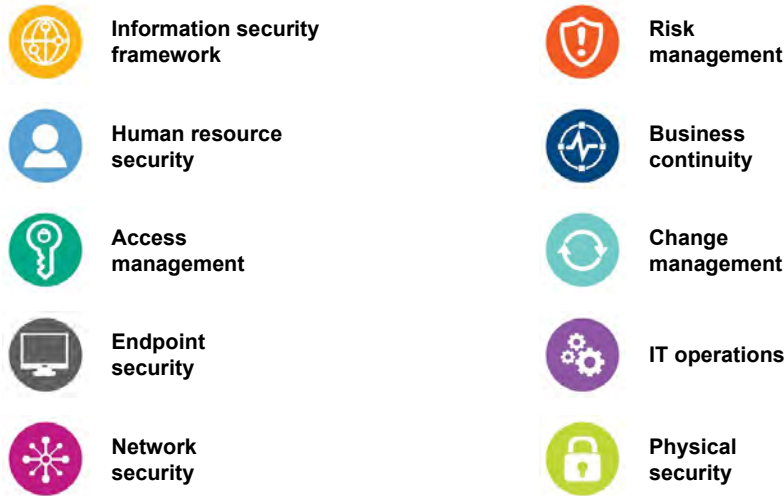 Information security
framework
Risk
management
Human resource
security
Business
continuity
Access
management
Change
management
Endpoint
security
IT operations
Network
security
Physical
security